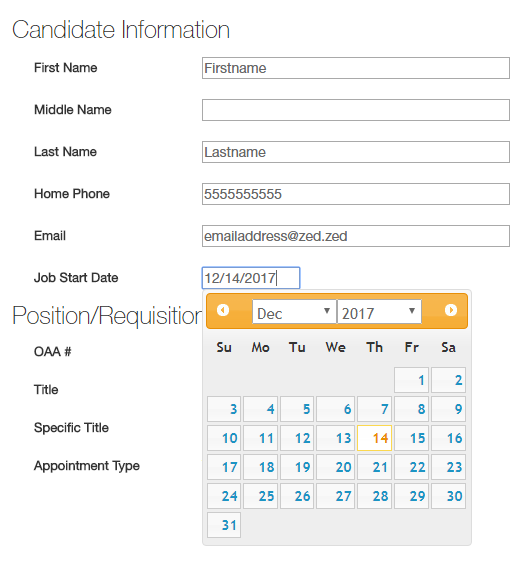 Candidate Information
First Name Firstname
Middle Name
Last Name Lastname
Home Phone 5555555555
Email emailaddress@zed.zed
Job Start Date 12/14/2017
Position/Requisition
Dec 2017
Su Mo Tu We Th Fr Sa
OAA #
1 2
Title
3 4 5 6 7 8 9
Specific Title
10 11 12 13 14 15 16
Appointment Type
17 18 19 20 21 22 23
24 25 26 27 28 29 30
31